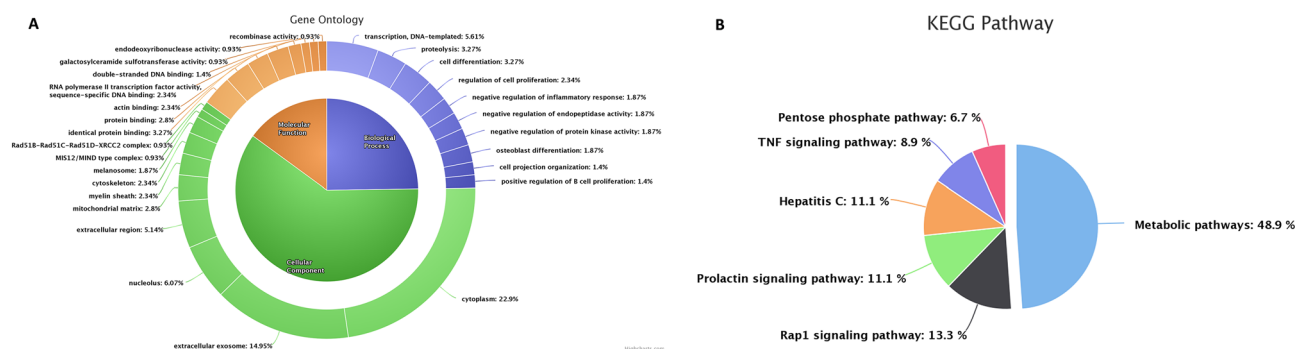 A
Gene Ontology
recombinase activity: 0.93%
endodeoxyribonuclease activity: 0.93%
galactosylceramide sulfotransferase activity: 0.93%
double-stranded DNA binding: 1.4%
RNA polymerase II transcription factor activity,
sequence-specific DNA binding: 2.34%
actin binding: 2.34%
protein binding: 2.8%
identical protein binding: 3.27%
Rad51B-Rad51C-Rad51D-XRCC2 complex: 0.93%
MIS12/MIND type complex: 0.93%
melanosome: 1.87%
cytoskeleton: 2.34%
myelin sheath: 2.34%
mitochondrial matrix: 2.8%
extracellular region: 5.14%
nucleolus: 6.07%
extracellular exosome: 14.95%
cytoplasm: 22.9%
transcription, DNA-templated: 5.61%
proteolysis: 3.27%
cell differentiation: 3.27%
regulation of cell proliferation: 2.34%
negative regulation of inflammatory response: 1.87%
negative regulation of endopeptidase activity: 1.87%
negative regulation of protein kinase activity: 1.87%
osteoblast differentiation: 1.87%
cell projection organization: 1.4%
positive regulation of B cell proliferation: 1.4%
Molecular
Function
Biological
Process
Cellular
Component
B
KEGG Pathway
Pentose phosphate pathway: 6.7 %
TNF signaling pathway: 8.9 %
Hepatitis C: 11.1 %
Prolactin signaling pathway: 11.1 %
Rap1 signaling pathway: 13.3 %
Metabolic pathways: 48.9 %